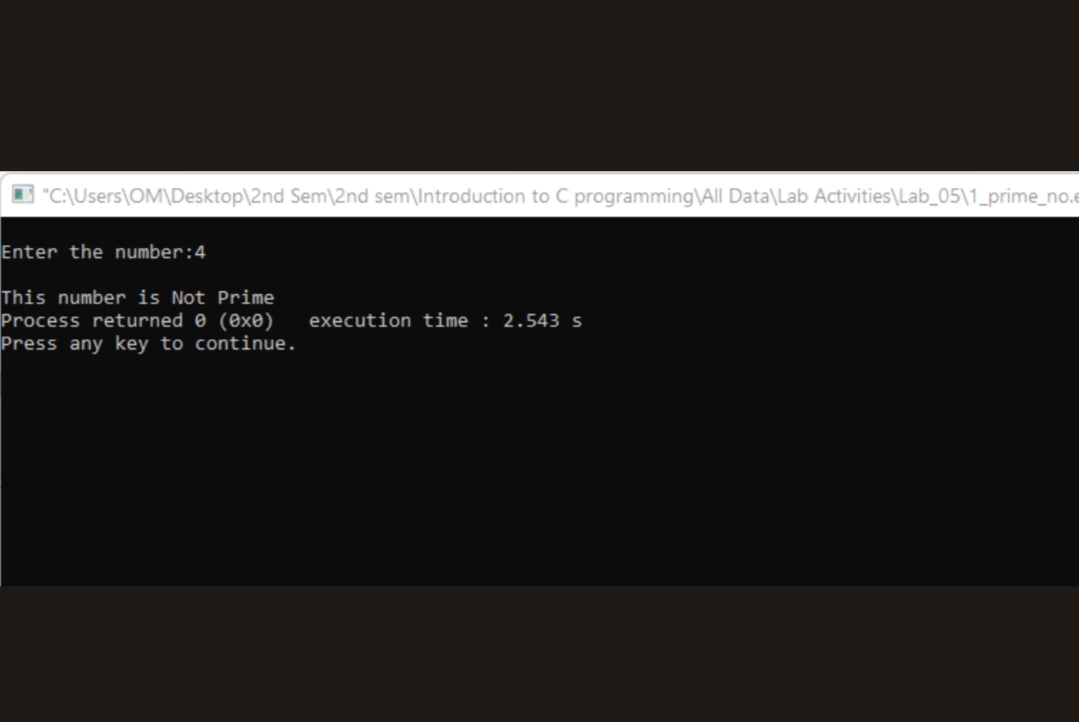 "C:\Users\OM\Desktop\2nd Sem\2nd sem\Introduction to C programming\All Data\Lab Activities\Lab_05\1_prime_no.e
Enter the number:4
This number is Not Prime
Process returned 0 (0x0)   execution time : 2.543 s
Press any key to continue.